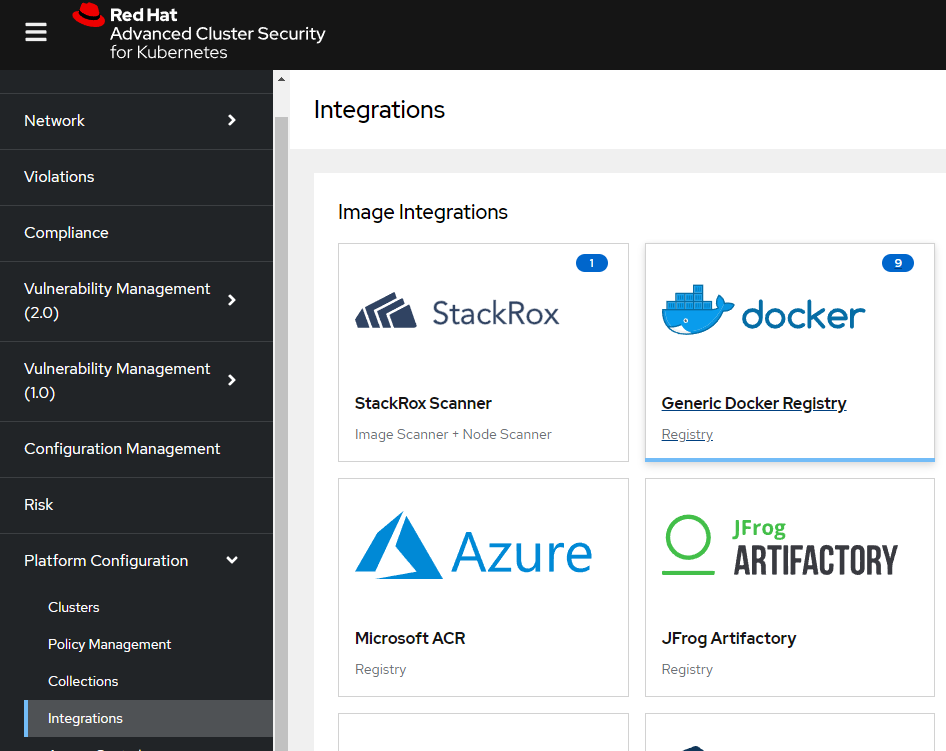 Red Hat
Advanced Cluster Security
for Kubernetes
Network
Violations
Compliance
Vulnerability Management
(2.0)
Vulnerability Management
(1.0)
Configuration Management
Risk
Platform Configuration
Clusters
Policy Management
Collections
Integrations
Integrations
Image Integrations
1
StackRox
StackRox Scanner
Image Scanner + Node Scanner
9
docker
Generic Docker Registry
Registry
Azure
Microsoft ACR
Registry
JFrog
ARTIFACTORY
JFrog Artifactory
Registry